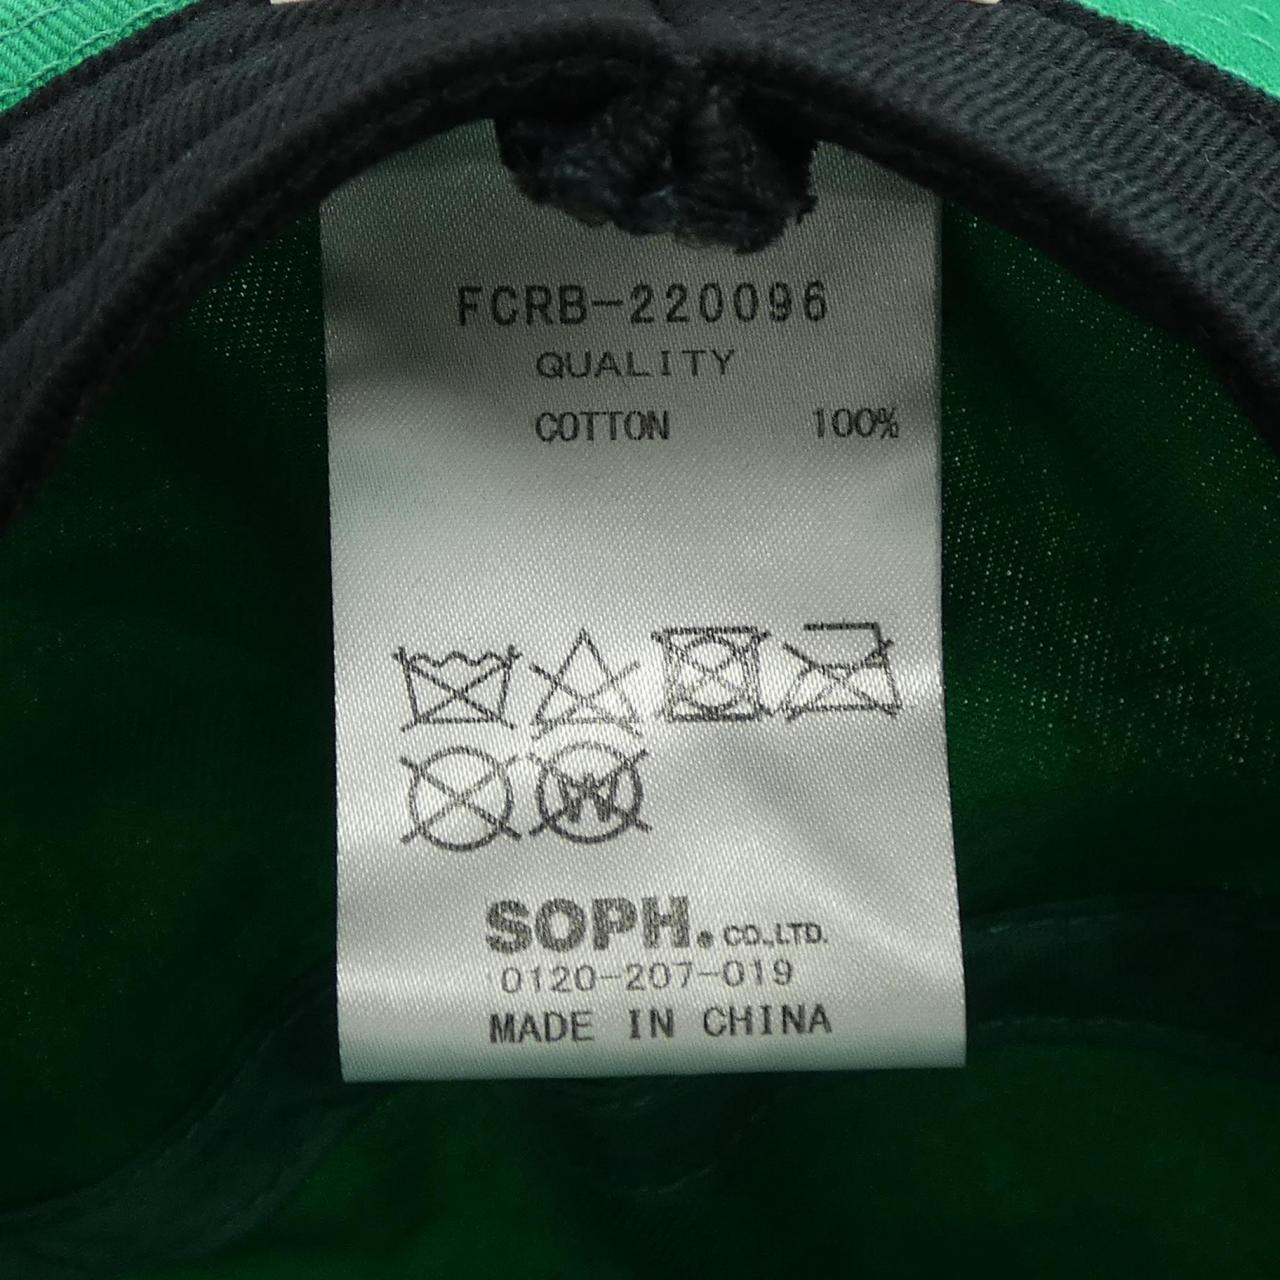 FCRB-220096
QUALITY
COTTON 100%
W
SOPH. CO.,LTD.
0120-207-019
MADE IN CHINA